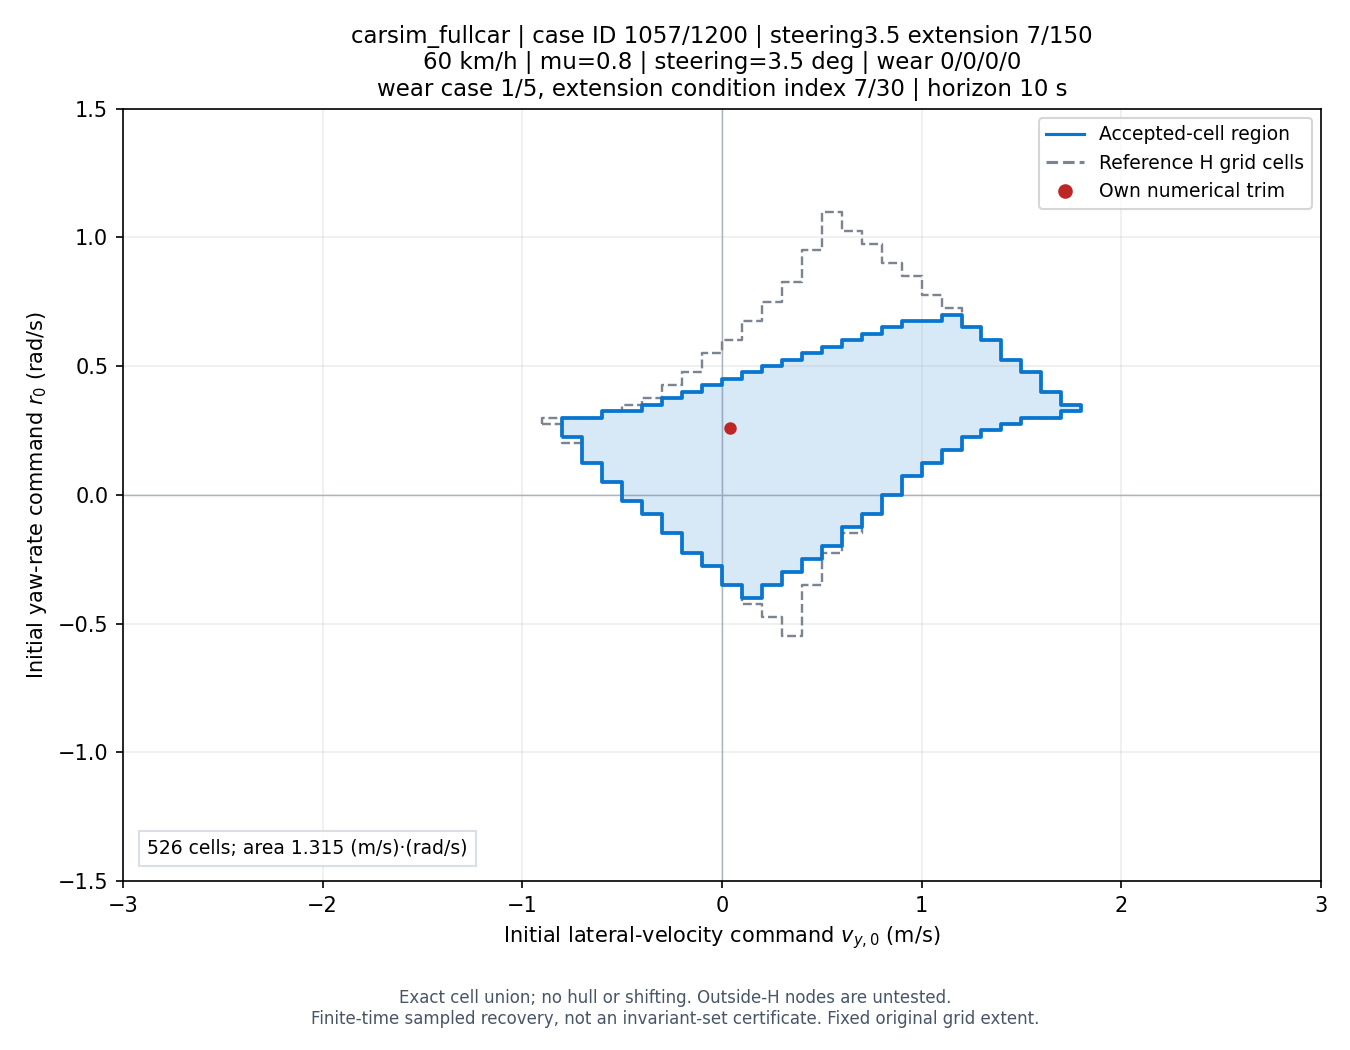 carsim_fullcar | case ID 1057/1200 | steering3.5 extension 7/150
60 km/h | mu=0.8 | steering=3.5 deg | wear 0/0/0/0
wear case 1/5, extension condition index 7/30 | horizon 10 s
Accepted-cell region
Reference H grid cells
Own numerical trim
1.5
1.0
0.5
0.0
−0.5
−1.0
−1.5
Initial yaw-rate command r0 (rad/s)
526 cells; area 1.315 (m/s)·(rad/s)
−3
−2
−1
0
1
2
3
Initial lateral-velocity command vy,0 (m/s)
Exact cell union; no hull or shifting. Outside-H nodes are untested.
Finite-time sampled recovery, not an invariant-set certificate. Fixed original grid extent.